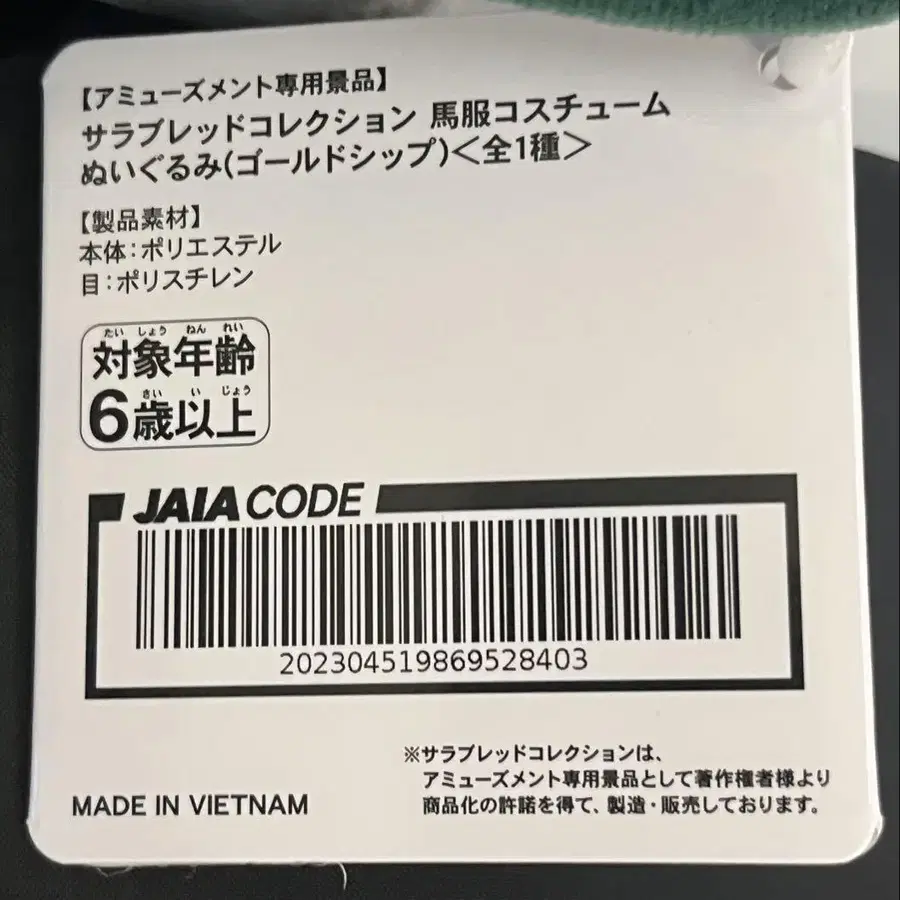 【アミューズメント専用景品】
サラブレッドコレクション 馬服コスチューム
ぬいぐるみ(ゴールドシップ)<全1種>
【製品素材】
本体:ポリエステル
目:ポリスチレン
たい しょう ねん れい
対象年齢
さい い じょう
6歳以上
JAIA CODE
202304519869528403
※サラブレッドコレクションは、
アミューズメント専用景品として著作権者様より
商品化の許諾を得て、製造・販売しております。
MADE IN VIETNAM